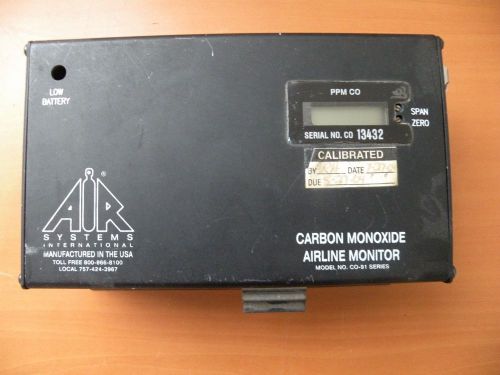 LOW
BATTERY
PPM CO
SPAN
ZERO
SERIAL NO. CO 13432
CALIBRATED
BY DATE
DUE
AIR ®
SYSTEMS
INTERNATIONAL
MANUFACTURED IN THE USA
TOLL FREE 800-866-8100
LOCAL 757-424-3967
CARBON MONOXIDE
AIRLINE MONITOR
MODEL NO. CO-91 SERIES